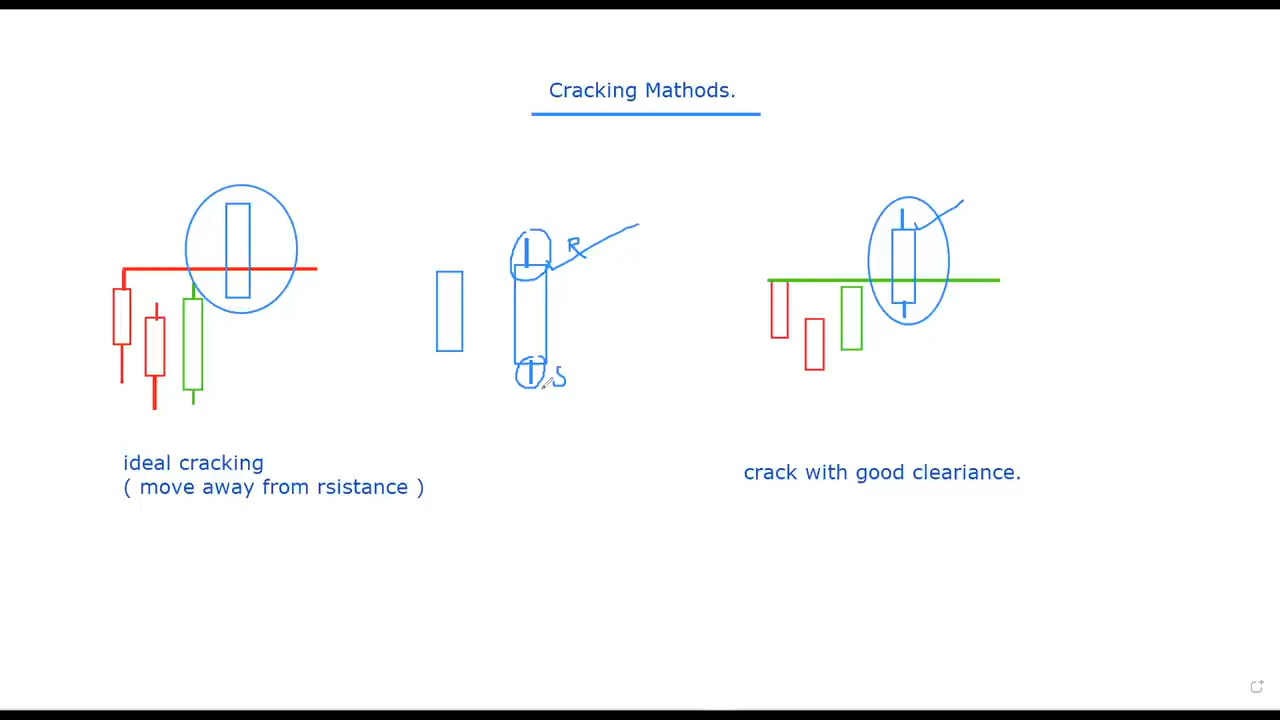 Cracking Mathods.
R
S
ideal cracking
( move away from rsistance )
crack with good cleariance.